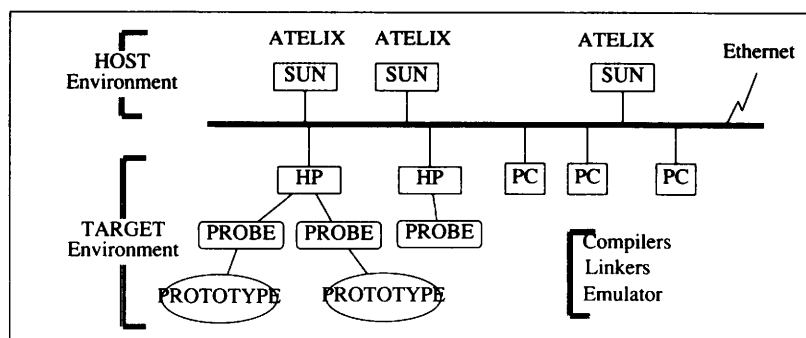 HOST
Environment
ATELIX
ATELIX
ATELIX
Ethernet
SUN
SUN
SUN
TARGET
Environment
HP
HP
PC
PC
PC
PROBE
PROBE
PROBE
PROTOTYPE
PROTOTYPE
Compilers
Linkers
Emulator